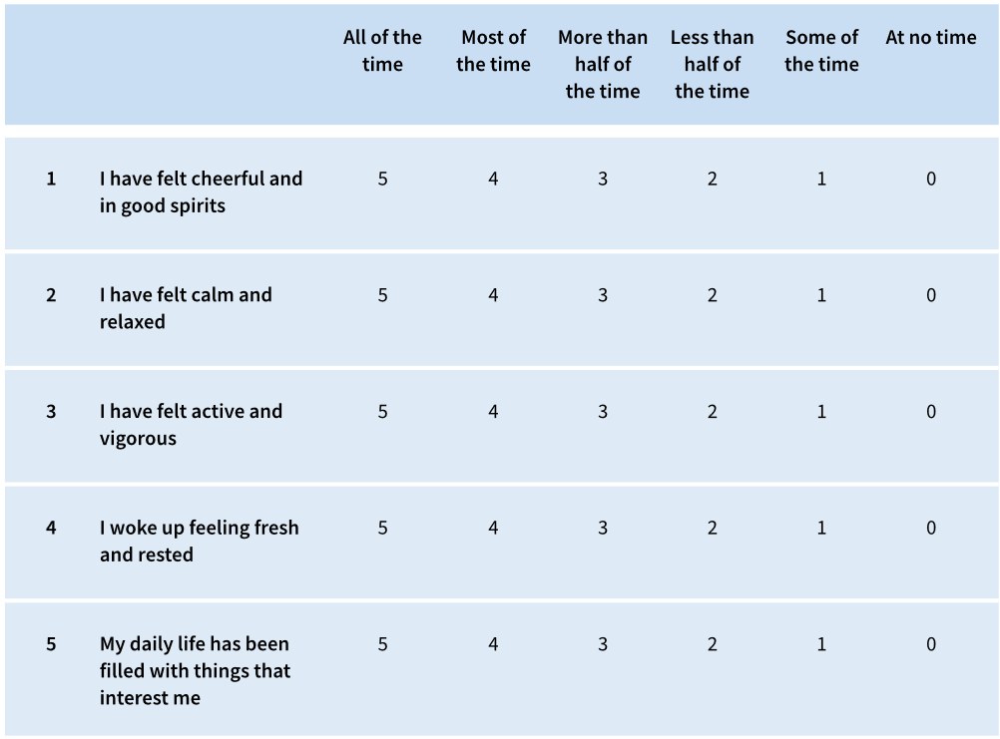 All of the time Most of the time More than half of the time Less than half of the time Some of the time At no time
1 I have felt cheerful and in good spirits 5 4 3 2 1 0
2 I have felt calm and relaxed 5 4 3 2 1 0
3 I have felt active and vigorous 5 4 3 2 1 0
4 I woke up feeling fresh and rested 5 4 3 2 1 0
5 My daily life has been filled with things that interest me 5 4 3 2 1 0